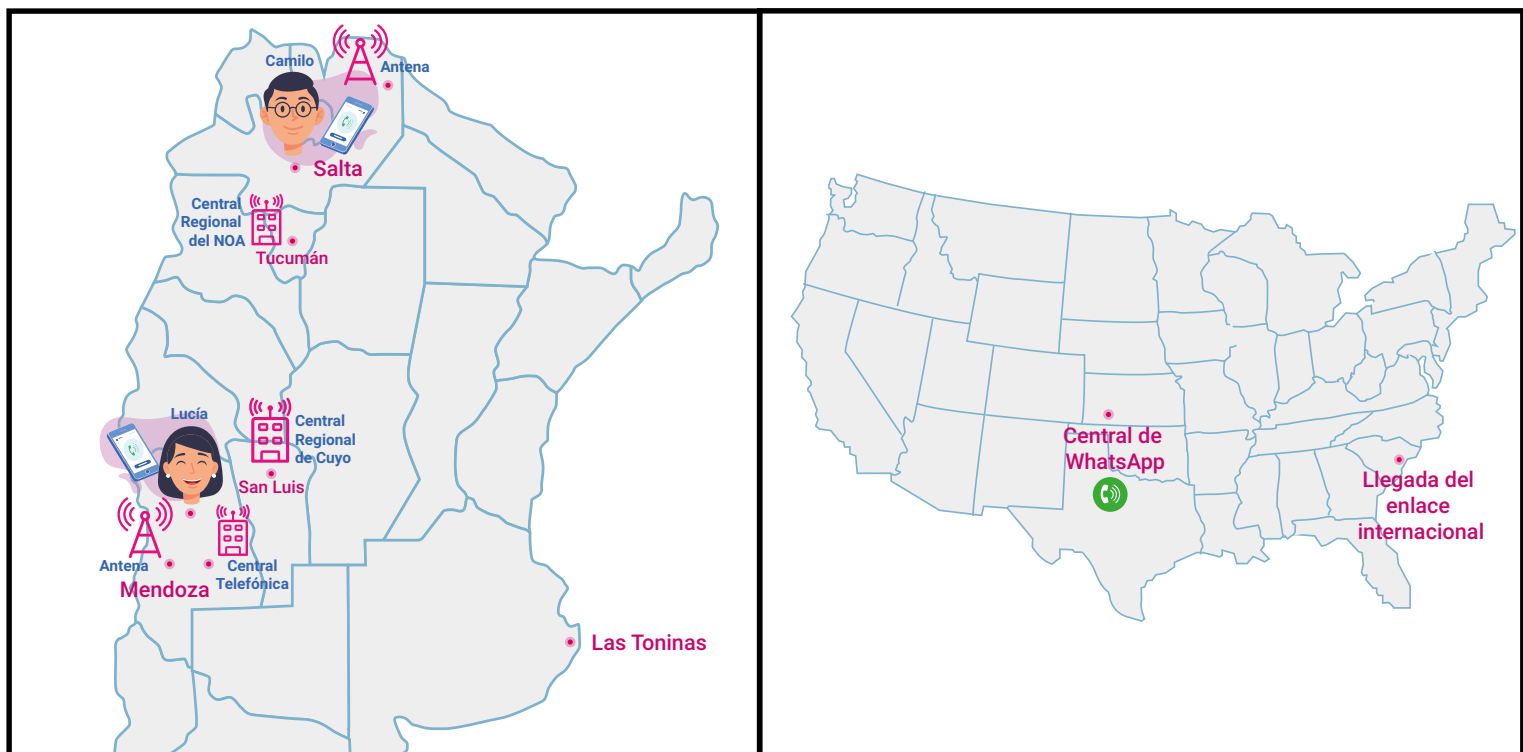 Camilo
Antena
Salta
Central
Regional
del NOA
Tucumán
Lucía
Central
Regional
de Cuyo
San Luis
Antena
Central
Telefónica
Mendoza
Las Toninas
Central de
WhatsApp
Llegada del
enlace
internacional